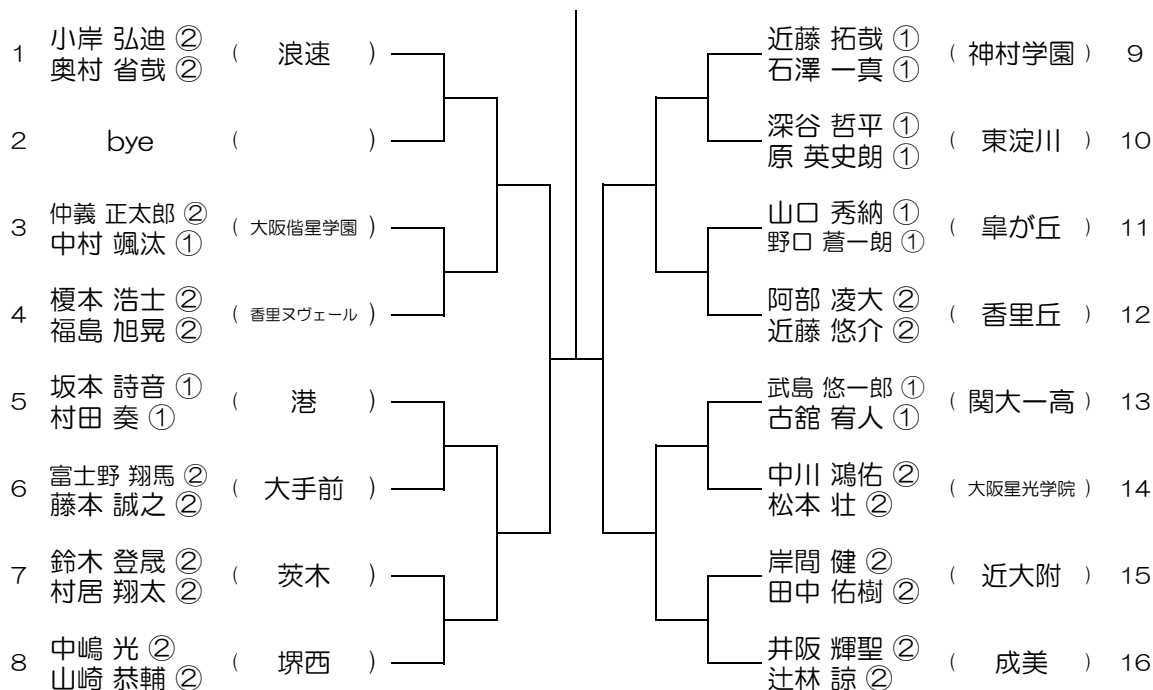 1 小岸 弘迪 ② ( 浪速 )
奥村 省哉 ②
2 bye ( )
3 仲義 正太郎 ② ( 大阪偕星学園 )
中村 颯汰 ①
4 榎本 浩士 ② ( 香里ヌヴェール )
福島 旭晃 ②
5 坂本 詩音 ① ( 港 )
村田 奏 ①
6 富士野 翔馬 ② ( 大手前 )
藤本 誠之 ②
7 鈴木 登晟 ② ( 茨木 )
村居 翔太 ②
8 中嶋 光 ② ( 堺西 )
山崎 恭輔 ②
近藤 拓哉 ① ( 神村学園 ) 9
石澤 一真 ①
深谷 哲平 ① ( 東淀川 ) 10
原 英史朗 ①
山口 秀納 ① ( 皐が丘 ) 11
野口 蒼一朗 ①
阿部 凌大 ② ( 香里丘 ) 12
近藤 悠介 ②
武島 悠一郎 ① ( 関大一高 ) 13
古舘 宥人 ①
中川 鴻佑 ② ( 大阪星光学院 ) 14
松本 壮 ②
岸間 健 ② ( 近大附 ) 15
田中 佑樹 ②
井阪 輝聖 ② ( 成美 ) 16
辻林 諒 ②